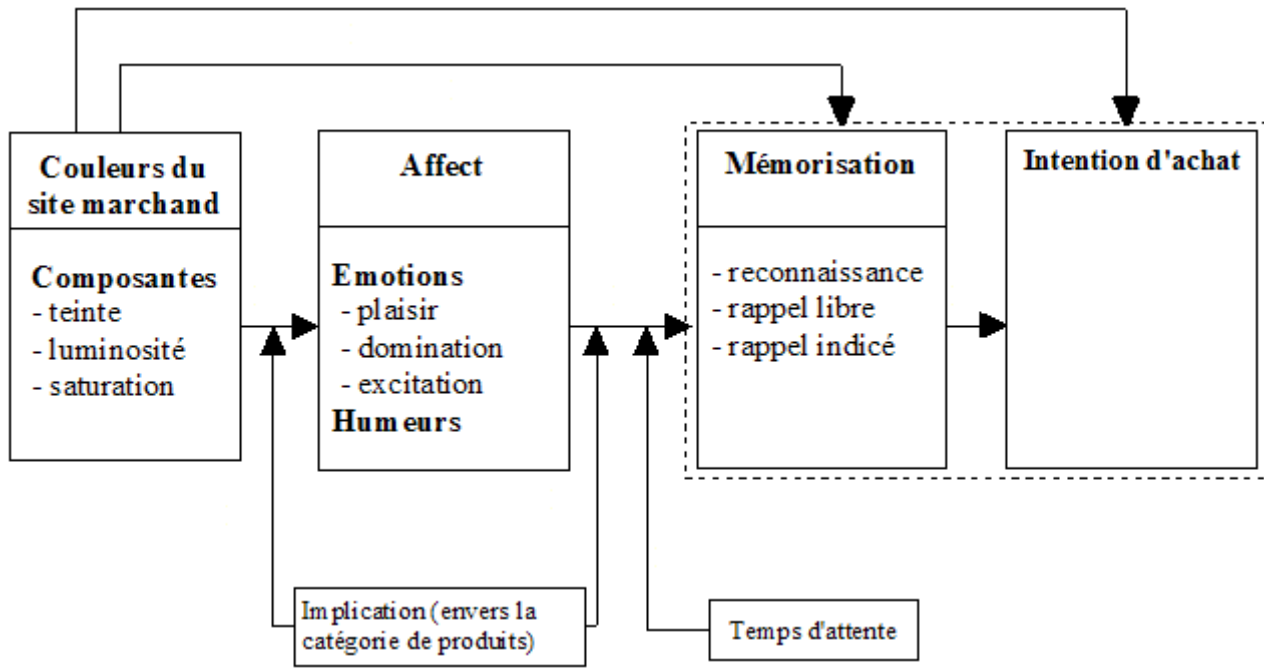 Couleurs du
site marchand
Composantes
- teinte
- luminosité
- saturation
Affect
Emotions
- plaisir
- domination
- excitation
Humeurs
Mémorisation
- reconnaissance
- rappel libre
- rappel indicé
Intention d'achat
Implication (envers la
catégorie de produits)
Temps d'attente